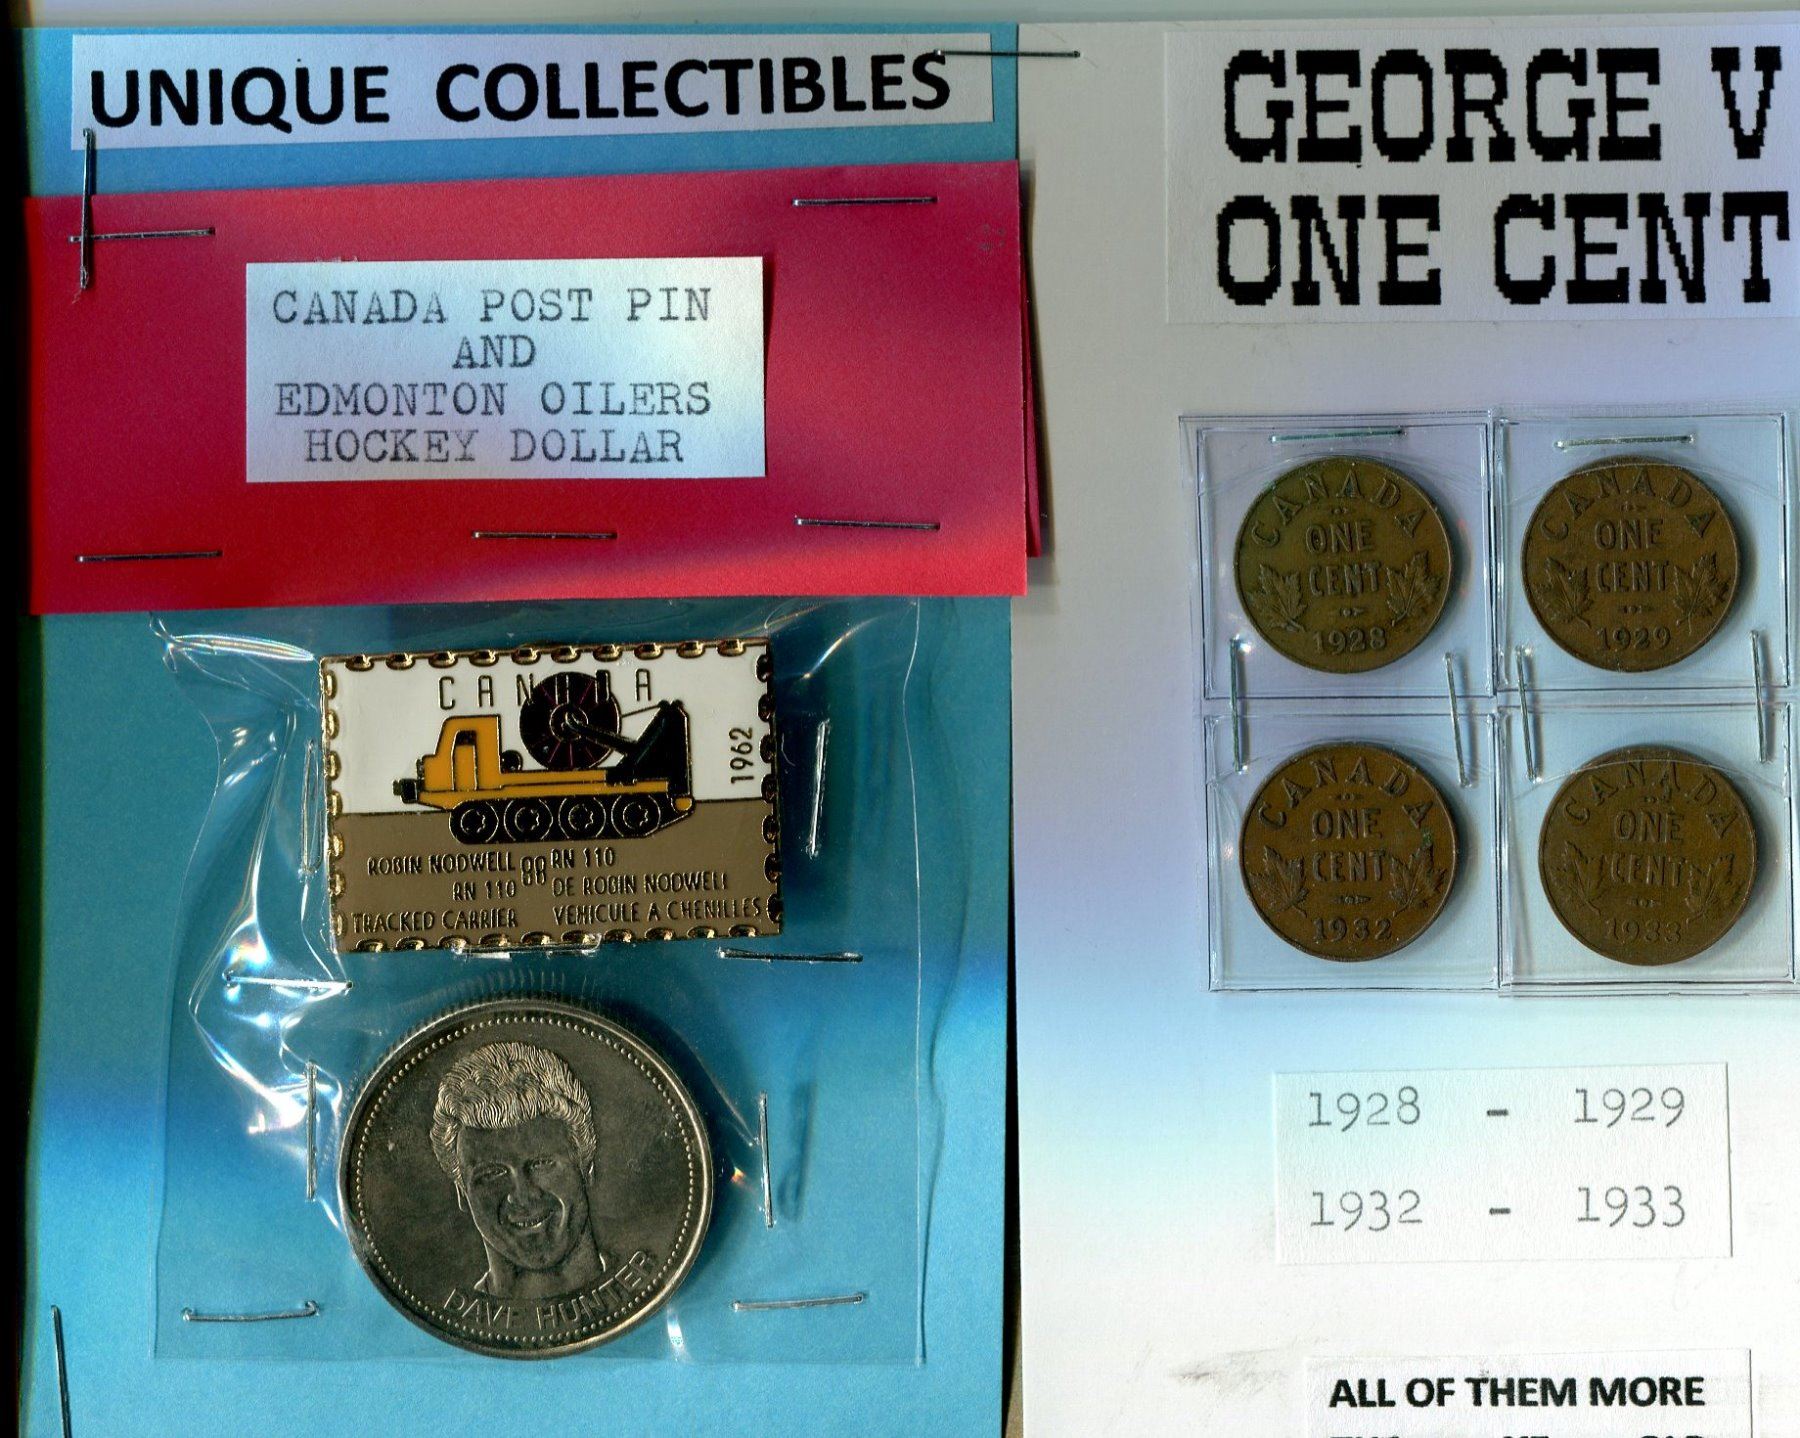 UNIQUE COLLECTIBLES
CANADA POST PIN
AND
EDMONTON OILERS
HOCKEY DOLLAR
CANADA
1962
ROBIN NODWELL
RN 110
TRACKED CARRIER
88
RN 110
DE ROBIN NODWELL
VEHICULE A CHENILLES
DAVE HUNTER
GEORGE V
ONE CENT
CANADA
ONE
CENT
1928
CANADA
ONE
CENT
1929
CANADA
ONE
CENT
1932
CANADA
ONE
CENT
1933
1928 - 1929
1932 - 1933
ALL OF THEM MORE